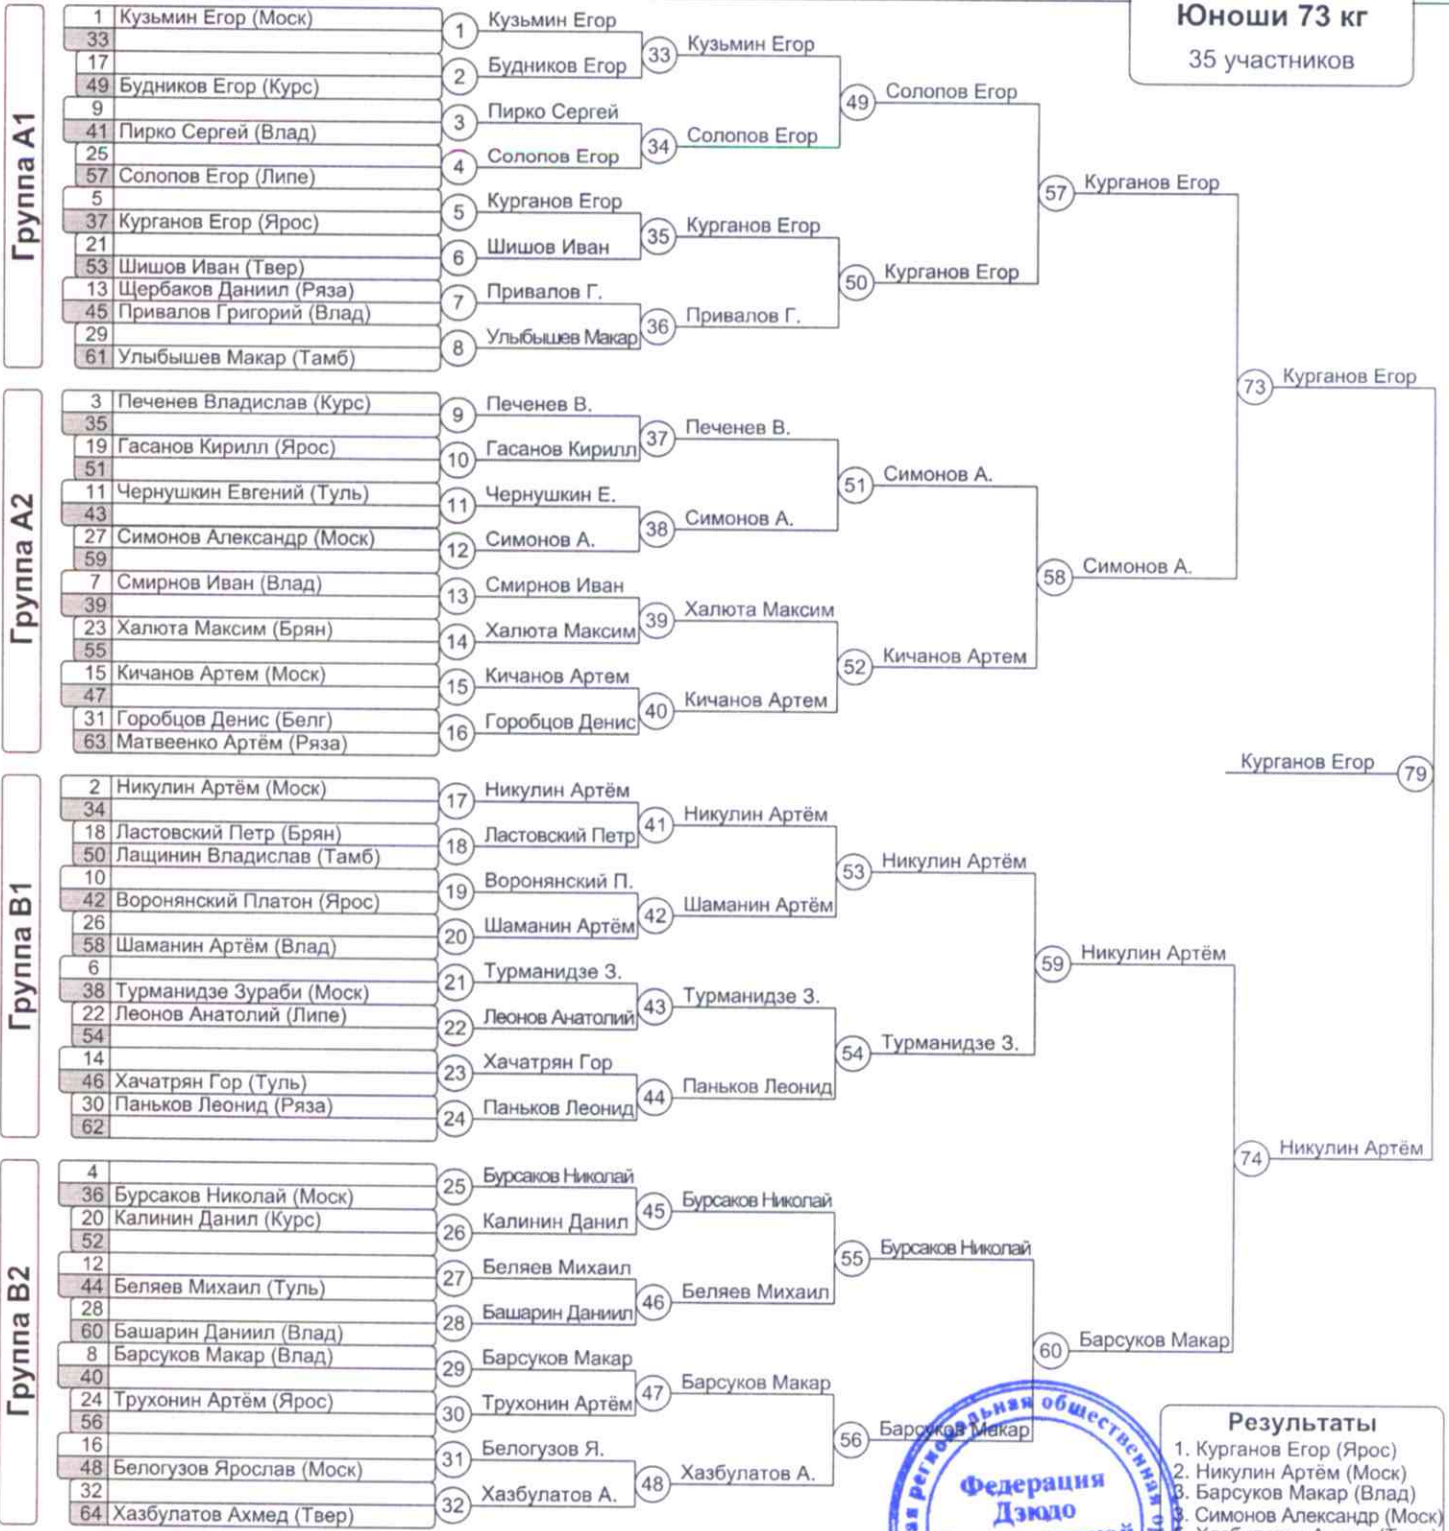 Юноши 73 кг
35 участников
Группа A1
1 Кузьмин Егор (Моск)
33
17
49 Будников Егор (Курс)
9
41 Пирко Сергей (Влад)
25
57 Солопов Егор (Липе)
5
37 Курганов Егор (Ярос)
21
53 Шишов Иван (Твер)
13 Щербаков Даниил (Ряза)
45 Привалов Григорий (Влад)
29
61 Улыбышев Макар (Тамб)
1 Кузьмин Егор
2 Будников Егор
3 Пирко Сергей
4 Солопов Егор
5 Курганов Егор
6 Шишов Иван
7 Привалов Г.
8 Улыбышев Макар
33 Кузьмин Егор
34 Солопов Егор
35 Курганов Егор
36 Привалов Г.
49 Солопов Егор
50 Курганов Егор
57 Курганов Егор
Группа A2
3 Печенев Владислав (Курс)
35
19 Гасанов Кирилл (Ярос)
51
11 Чернушкин Евгений (Туль)
43
27 Симонов Александр (Моск)
59
7 Смирнов Иван (Влад)
39
23 Халюта Максим (Брян)
55
15 Кичанов Артем (Моск)
47
31 Горобцов Денис (Белг)
63 Матвеенко Артём (Ряза)
9 Печенев В.
10 Гасанов Кирилл
11 Чернушкин Е.
12 Симонов А.
13 Смирнов Иван
14 Халюта Максим
15 Кичанов Артем
16 Горобцов Денис
37 Печенев В.
38 Симонов А.
39 Халюта Максим
40 Кичанов Артем
51 Симонов А.
52 Кичанов Артем
58 Симонов А.
73 Курганов Егор
Курганов Егор 79
Группа B1
2 Никулин Артём (Моск)
34
18 Ластовский Петр (Брян)
50 Лащинин Владислав (Тамб)
10
42 Воронянский Платон (Ярос)
26
58 Шаманин Артём (Влад)
6
38 Турманидзе Зураби (Моск)
22 Леонов Анатолий (Липе)
54
14
46 Хачатрян Гор (Туль)
30 Паньков Леонид (Ряза)
62
17 Никулин Артём
18 Ластовский Петр
19 Воронянский П.
20 Шаманин Артём
21 Турманидзе З.
22 Леонов Анатолий
23 Хачатрян Гор
24 Паньков Леонид
41 Никулин Артём
42 Шаманин Артём
43 Турманидзе З.
44 Паньков Леонид
53 Никулин Артём
54 Турманидзе З.
59 Никулин Артём
74 Никулин Артём
Группа B2
4
36 Бурсаков Николай (Моск)
20 Калинин Данил (Курс)
52
12
44 Беляев Михаил (Туль)
28
60 Башарин Даниил (Влад)
8 Барсуков Макар (Влад)
40
24 Трухонин Артём (Ярос)
56
16
48 Белогузов Ярослав (Моск)
32
64 Хазбулатов Ахмед (Твер)
25 Бурсаков Николай
26 Калинин Данил
27 Беляев Михаил
28 Башарин Даниил
29 Барсуков Макар
30 Трухонин Артём
31 Белогузов Я.
32 Хазбулатов А.
45 Бурсаков Николай
46 Беляев Михаил
47 Барсуков Макар
48 Хазбулатов А.
55 Бурсаков Николай
56 Барсуков Макар
60 Барсуков Макар
региональная общественная
Федерация
Дзюдо
Результаты
1. Курганов Егор (Ярос)
2. Никулин Артём (Моск)
3. Барсуков Макар (Влад)
3. Симонов Александр (Моск)